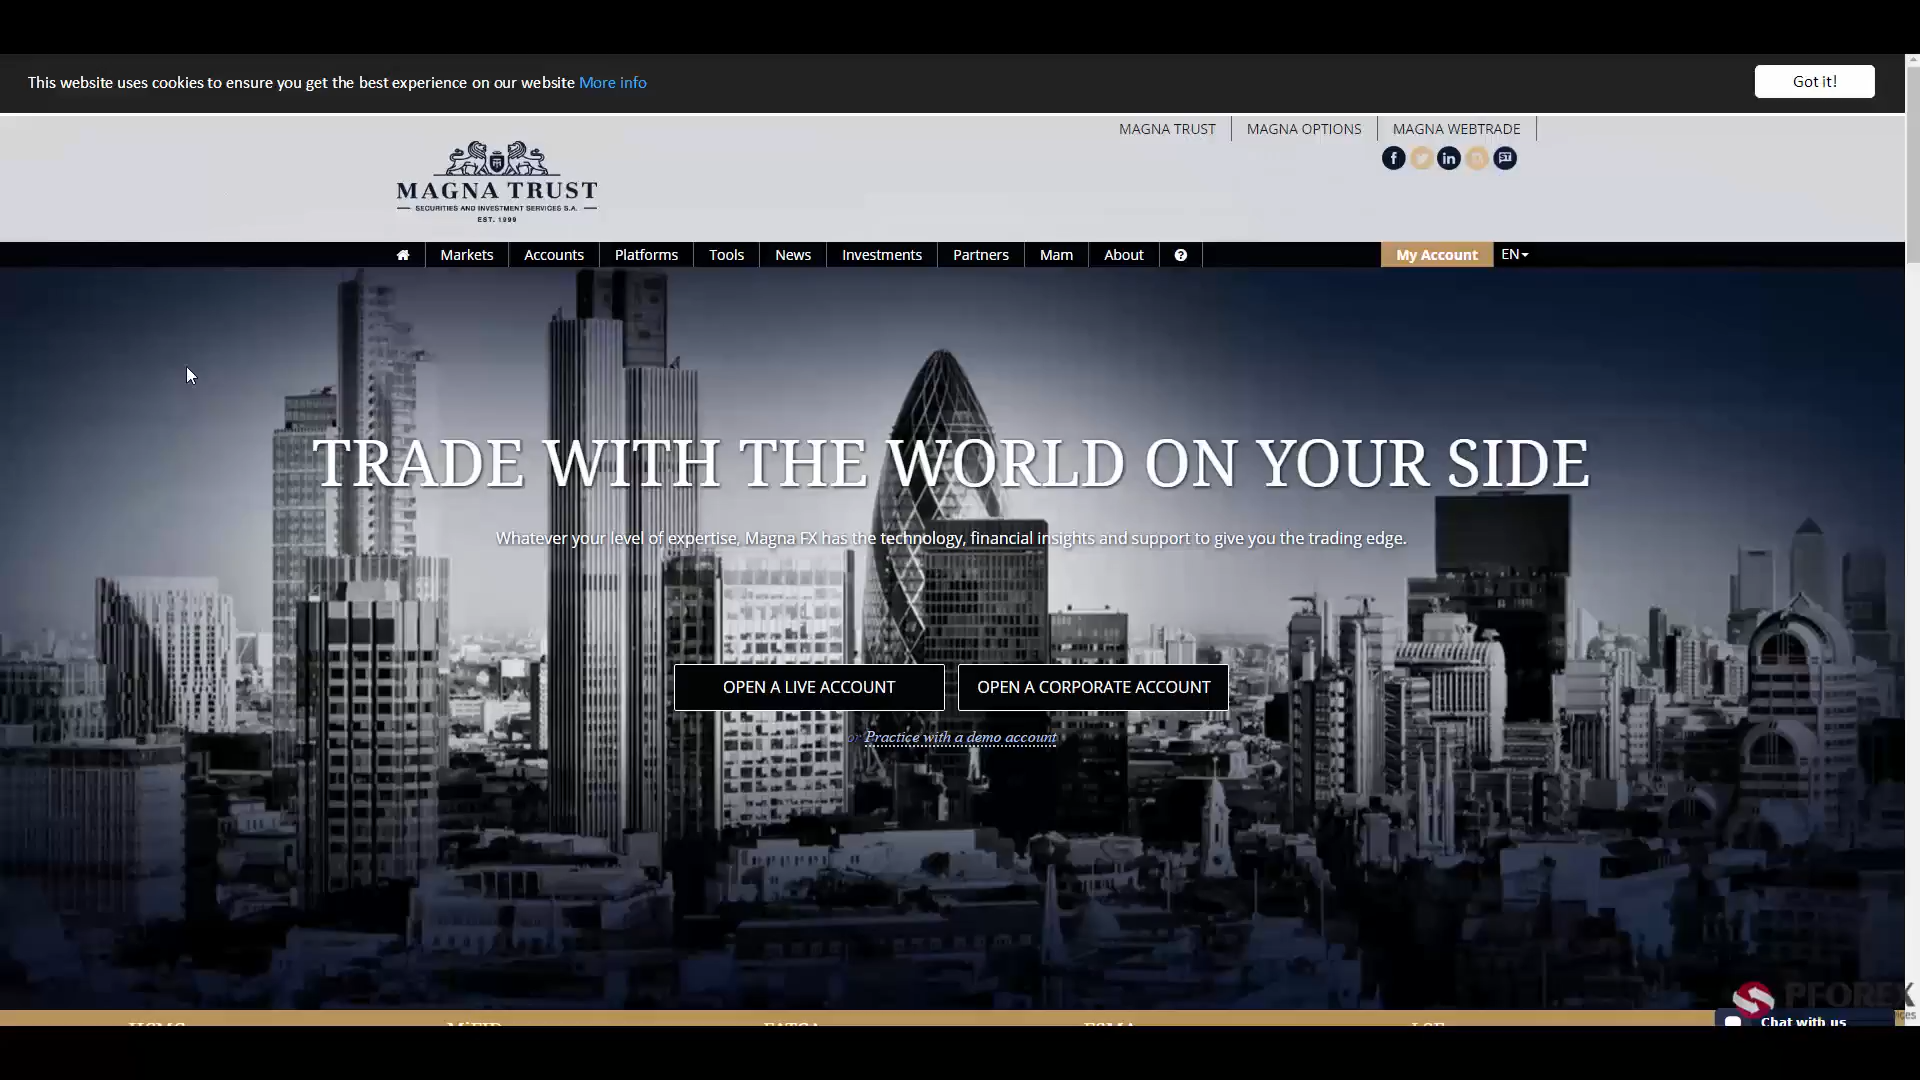 This website uses cookies to ensure you get the best experience on our website More info
Got it!
MAGNA TRUST
MAGNA OPTIONS
MAGNA WEBTRADE
MAGNA TRUST
SECURITIES AND INVESTMENT SERVICES S.A.
EST. 1999
Markets
Accounts
Platforms
Tools
News
Investments
Partners
Mam
About
My Account
EN
TRADE WITH THE WORLD ON YOUR SIDE
Whatever your level of expertise, Magna FX has the technology, financial insights and support to give you the trading edge.
OPEN A LIVE ACCOUNT
OPEN A CORPORATE ACCOUNT
or Practice with a demo account
PFOREX
Chat with us